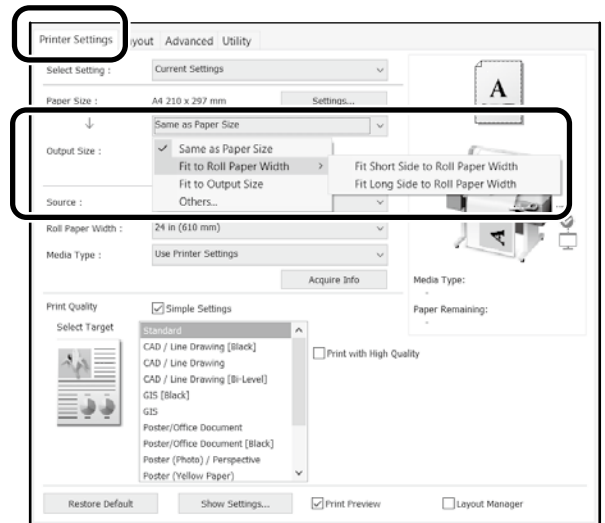 Printer Settings yout Advanced Utility
Select Setting : Current Settings
Paper Size : A4 210 x 297 mm Settings...
Same as Paper Size
Output Size : Same as Paper Size
Fit to Roll Paper Width > Fit Short Side to Roll Paper Width
Fit to Output Size Fit Long Side to Roll Paper Width
Others...
Source :
Roll Paper Width : 24 in (610 mm)
Media Type : Use Printer Settings
Acquire Info
A
A
Media Type:
-
Paper Remaining:
-
Print Quality Simple Settings
Select Target Standard
CAD / Line Drawing [Black]
CAD / Line Drawing Print with High Quality
CAD / Line Drawing [Bi-Level]
GIS [Black]
GIS
Poster/Office Document
Poster/Office Document [Black]
Poster (Photo) / Perspective
Poster (Yellow Paper)
Restore Default Show Settings... Print Preview Layout Manager